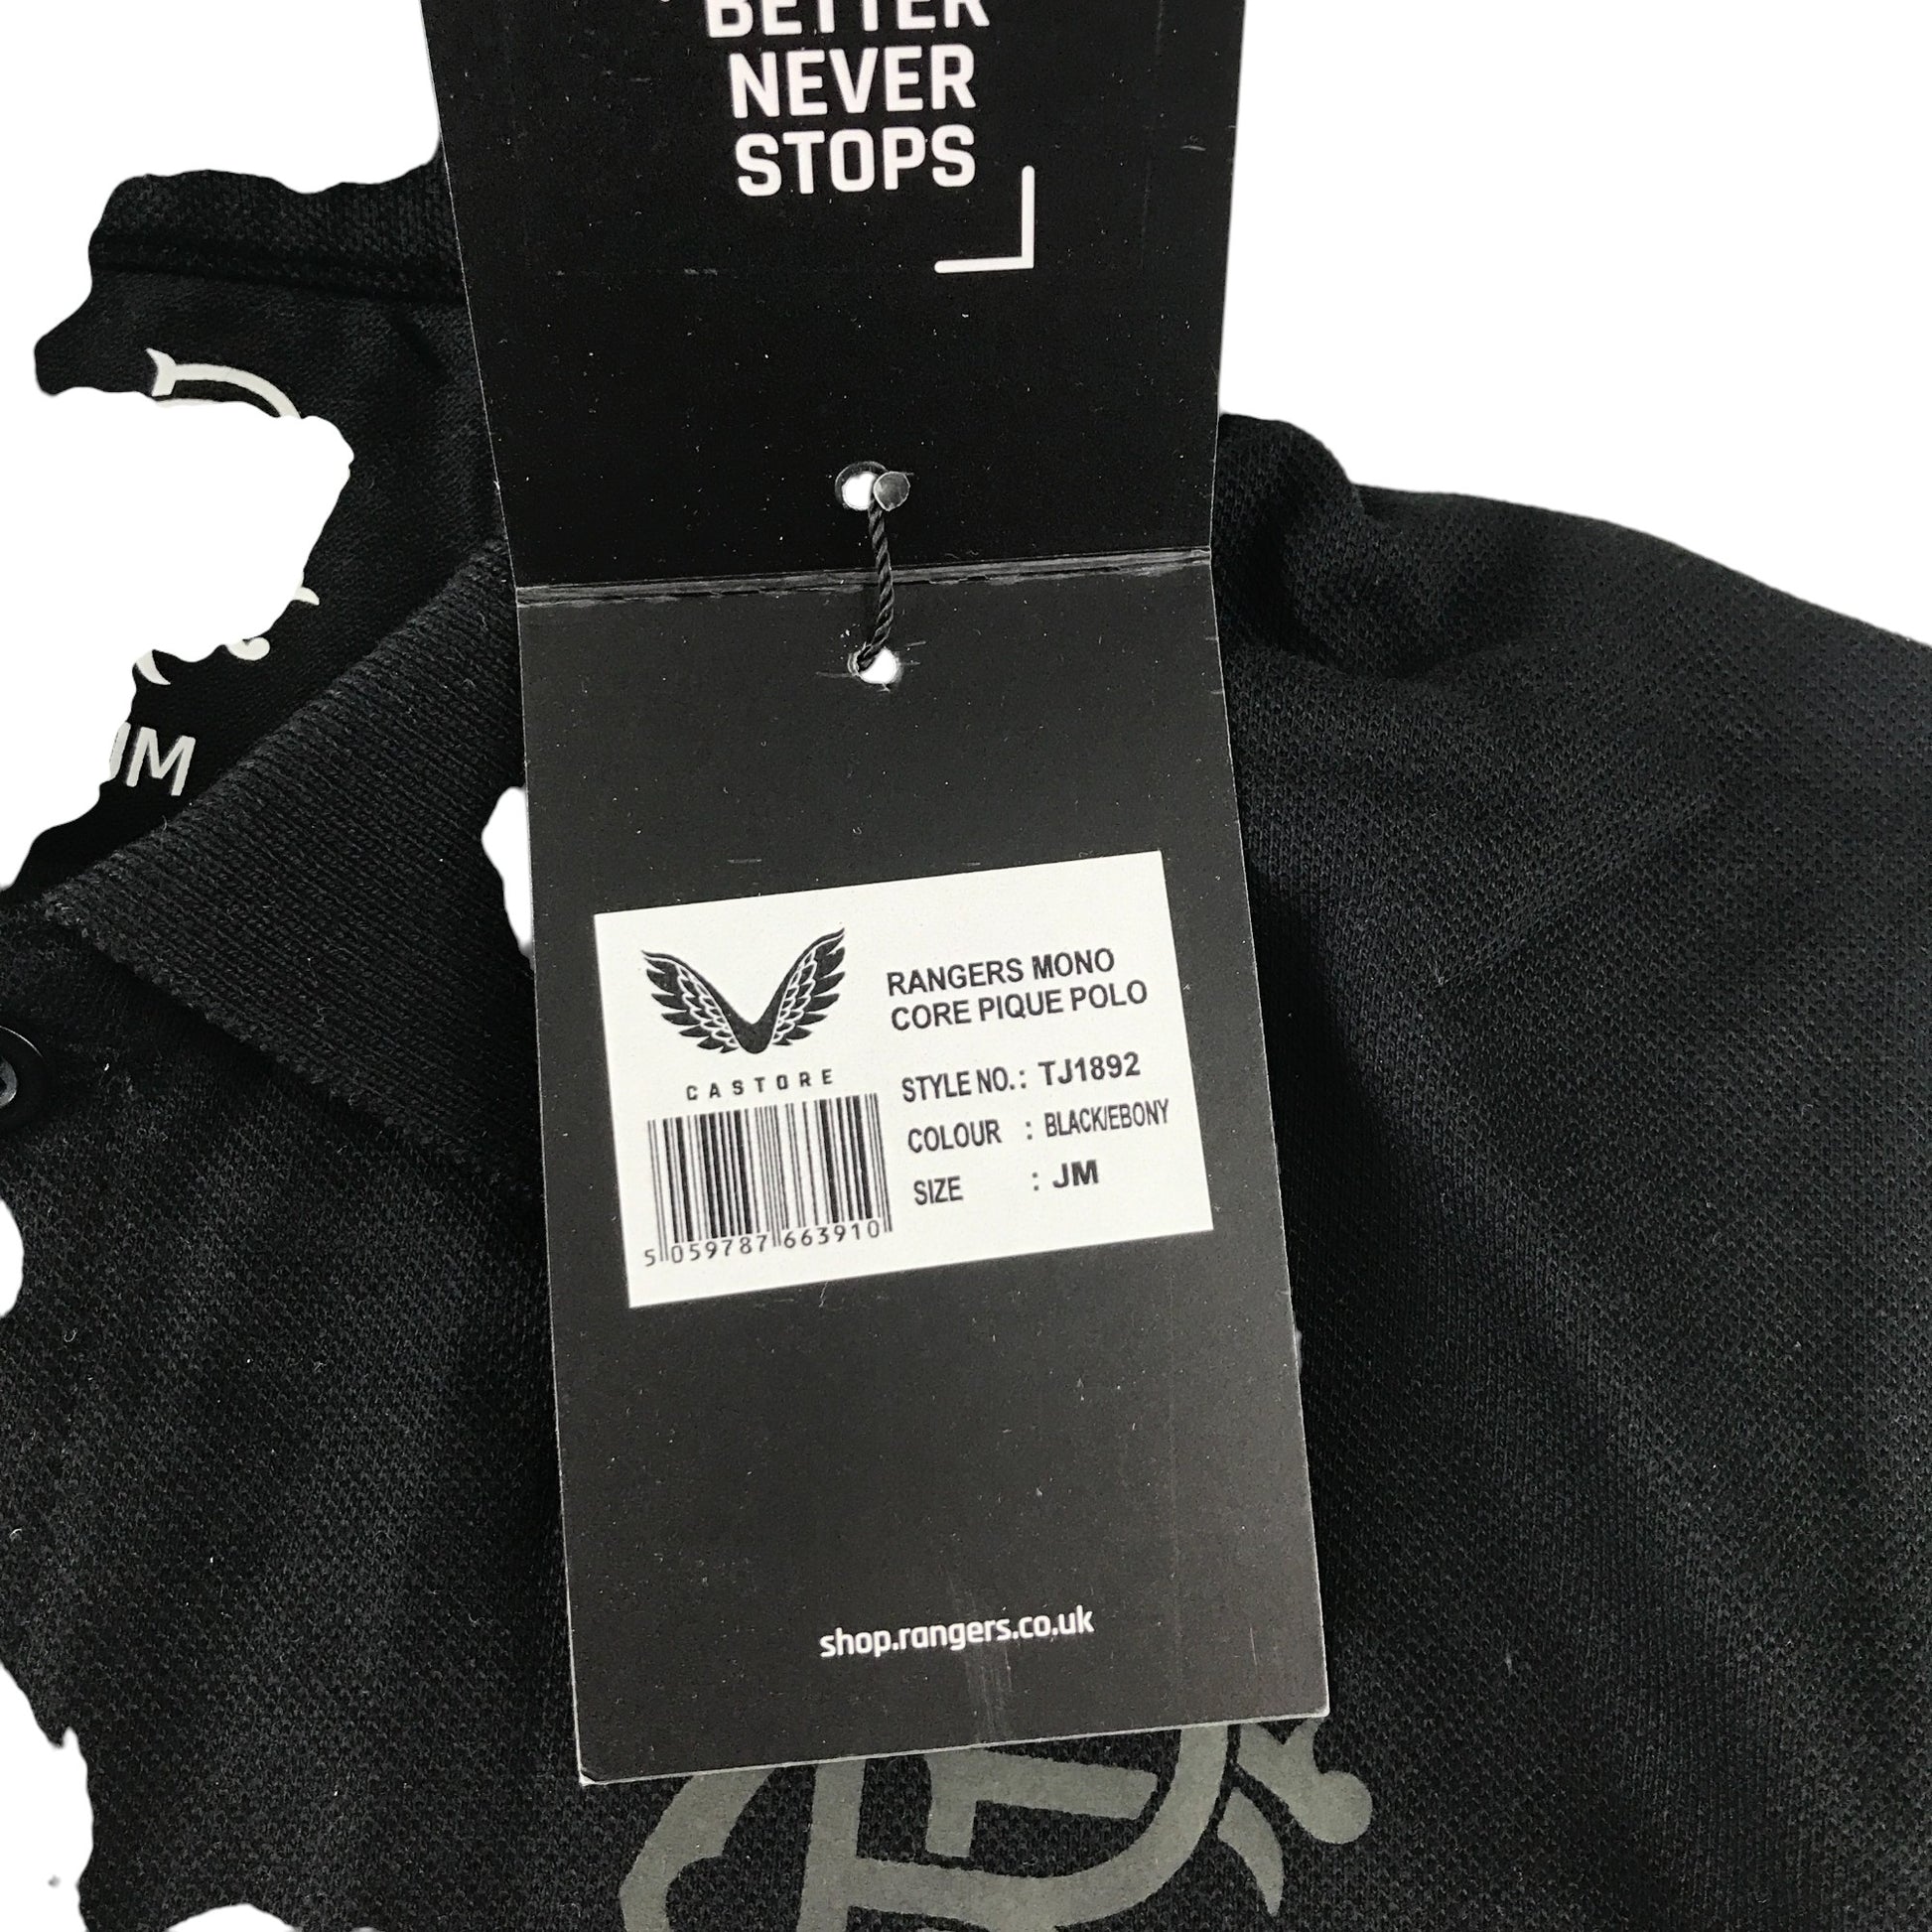 BETTER
NEVER
STOPS
JM
RANGERS MONO
CORE PIQUE POLO
CASTORE
STYLE NO.: TJ1892
COLOUR : BLACK/EBONY
SIZE : JM
5 059787 663910
shop.rangers.co.uk